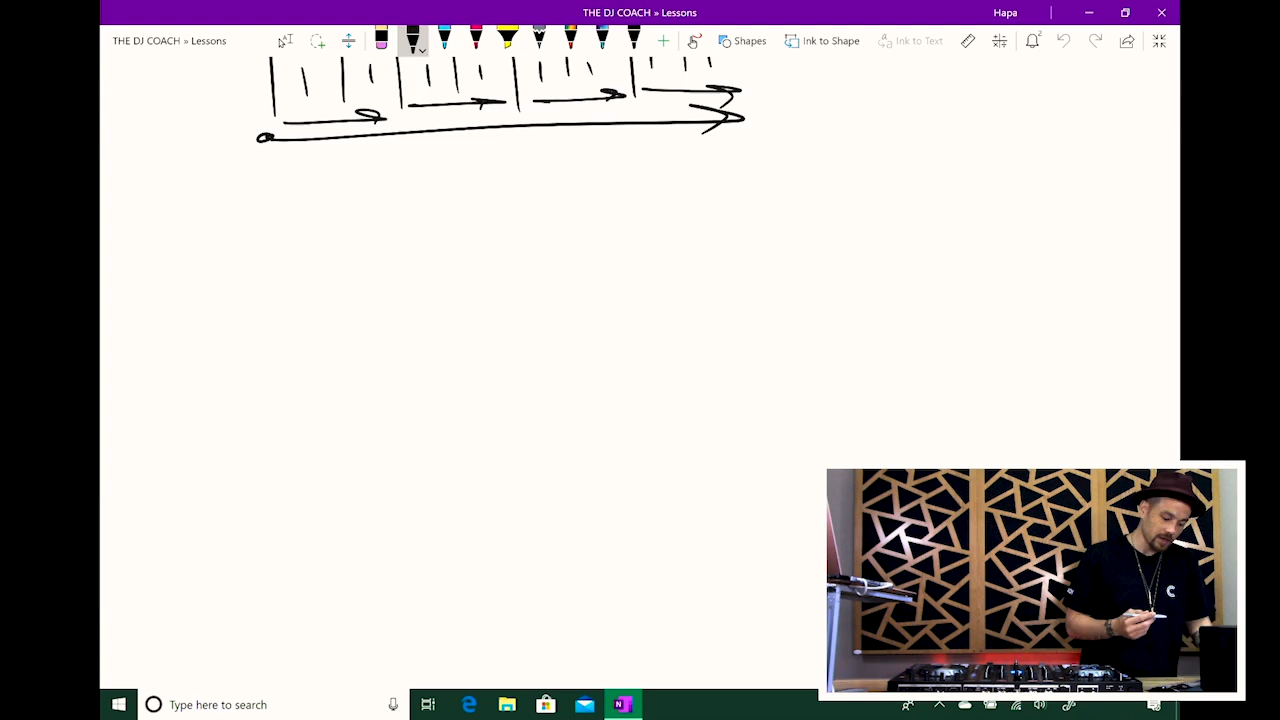 THE DJ COACH » Lessons
Hapa
THE DJ COACH » Lessons
Shapes
Ink to Shape
Ink to Text
2
Type here to search